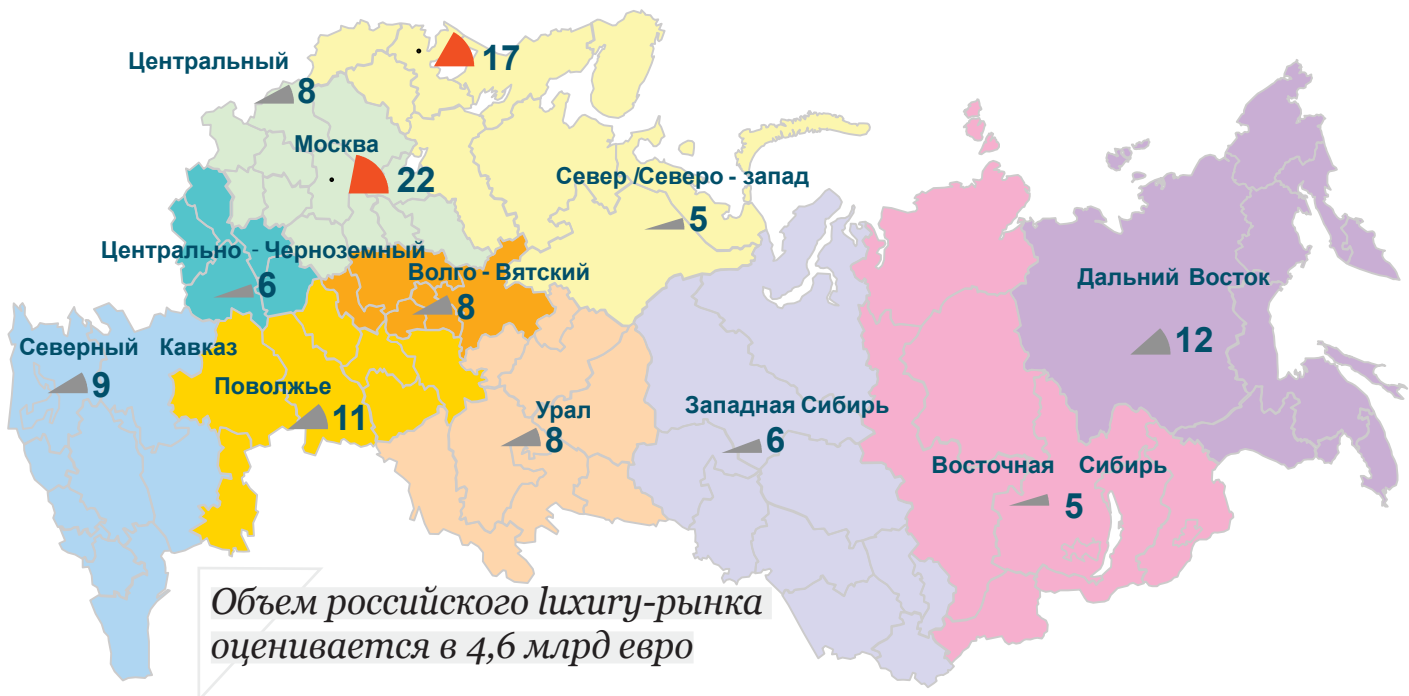 17
Центральный
8
Москва
22
Север /Северо - запад
5
Центрально - Черноземный
6
Волго - Вятский
8
Дальний Восток
12
Северный Кавказ
9
Поволжье
11
Урал
8
Западная Сибирь
6
Восточная Сибирь
5
Объем российского luxury-рынка
оценивается в 4,6 млрд евро